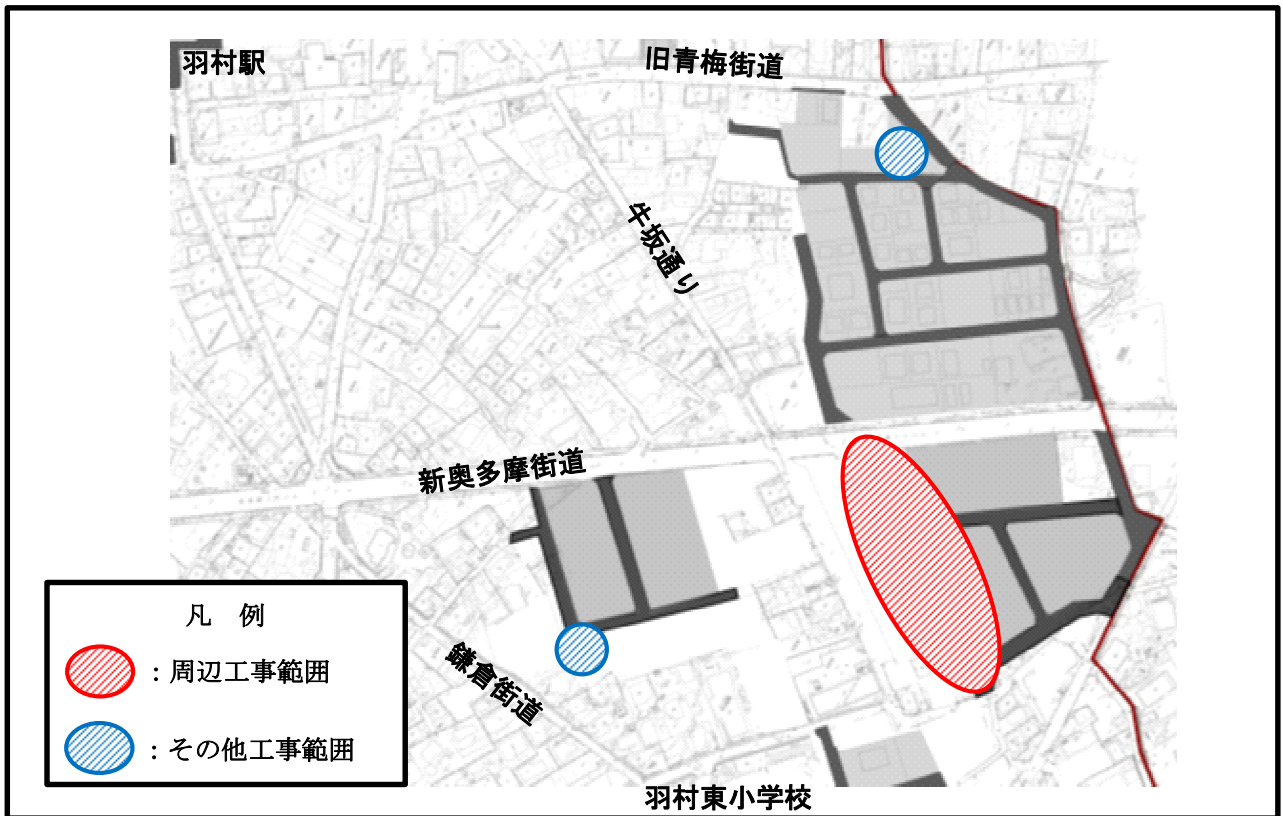 羽村駅
旧青梅街道
牛坂通り
新奥多摩街道
鎌倉街道
凡　例
：周辺工事範囲
：その他工事範囲
羽村東小学校